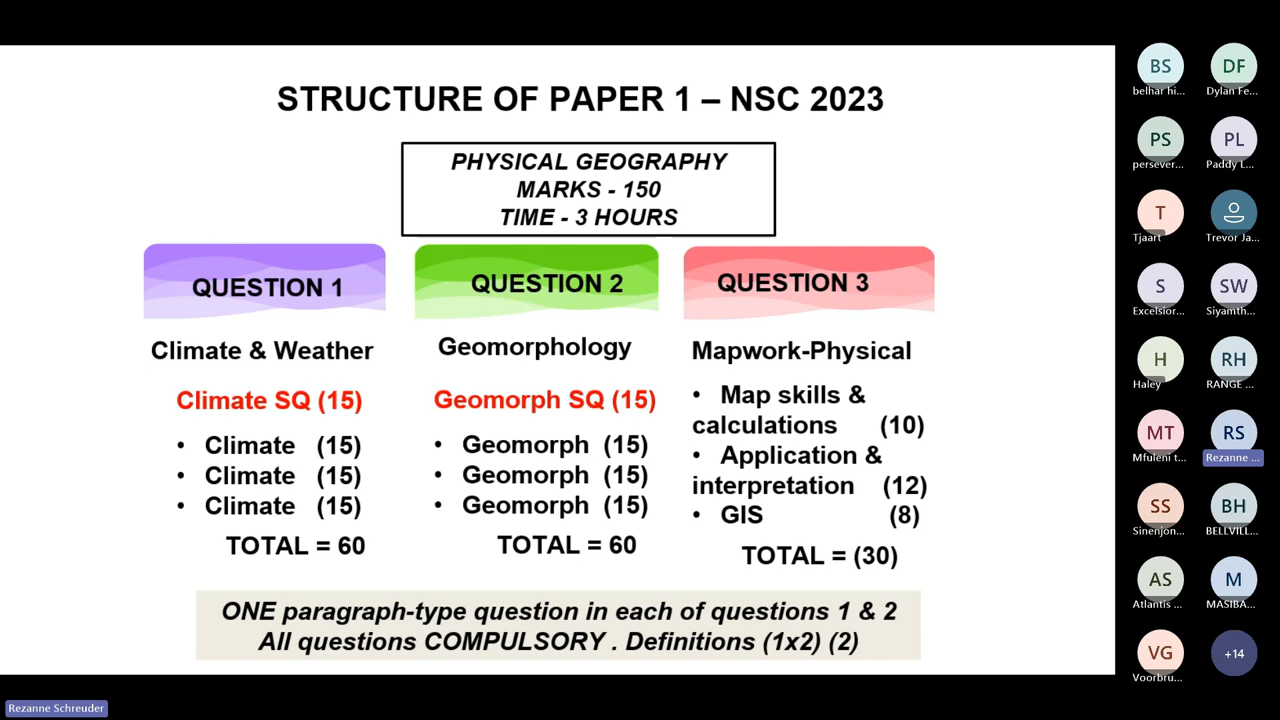 STRUCTURE OF PAPER 1 – NSC 2023
PHYSICAL GEOGRAPHY
MARKS - 150
TIME - 3 HOURS
QUESTION 1
Climate & Weather
Climate SQ (15)
• Climate (15)
• Climate (15)
• Climate (15)
TOTAL = 60
QUESTION 2
Geomorphology
Geomorph SQ (15)
• Geomorph (15)
• Geomorph (15)
• Geomorph (15)
TOTAL = 60
QUESTION 3
Mapwork-Physical
• Map skills &
calculations (10)
• Application &
interpretation (12)
• GIS (8)
TOTAL = (30)
ONE paragraph-type question in each of questions 1 & 2
All questions COMPULSORY . Definitions (1x2) (2)
BS
belhar hi...
DF
Dylan Fe...
PS
persever...
PL
Paddy L...
T
Tjaart
Trevor Ja...
S
Excelsior...
SW
Siyamth...
H
Haley
RH
RANGE ...
MT
Mfuleni t...
RS
Rezanne ...
SS
Sinenjon...
BH
BELLVILL...
AS
Atlantis ...
M
MASIBA...
VG
Voorbru...
+14
Rezanne Schreuder